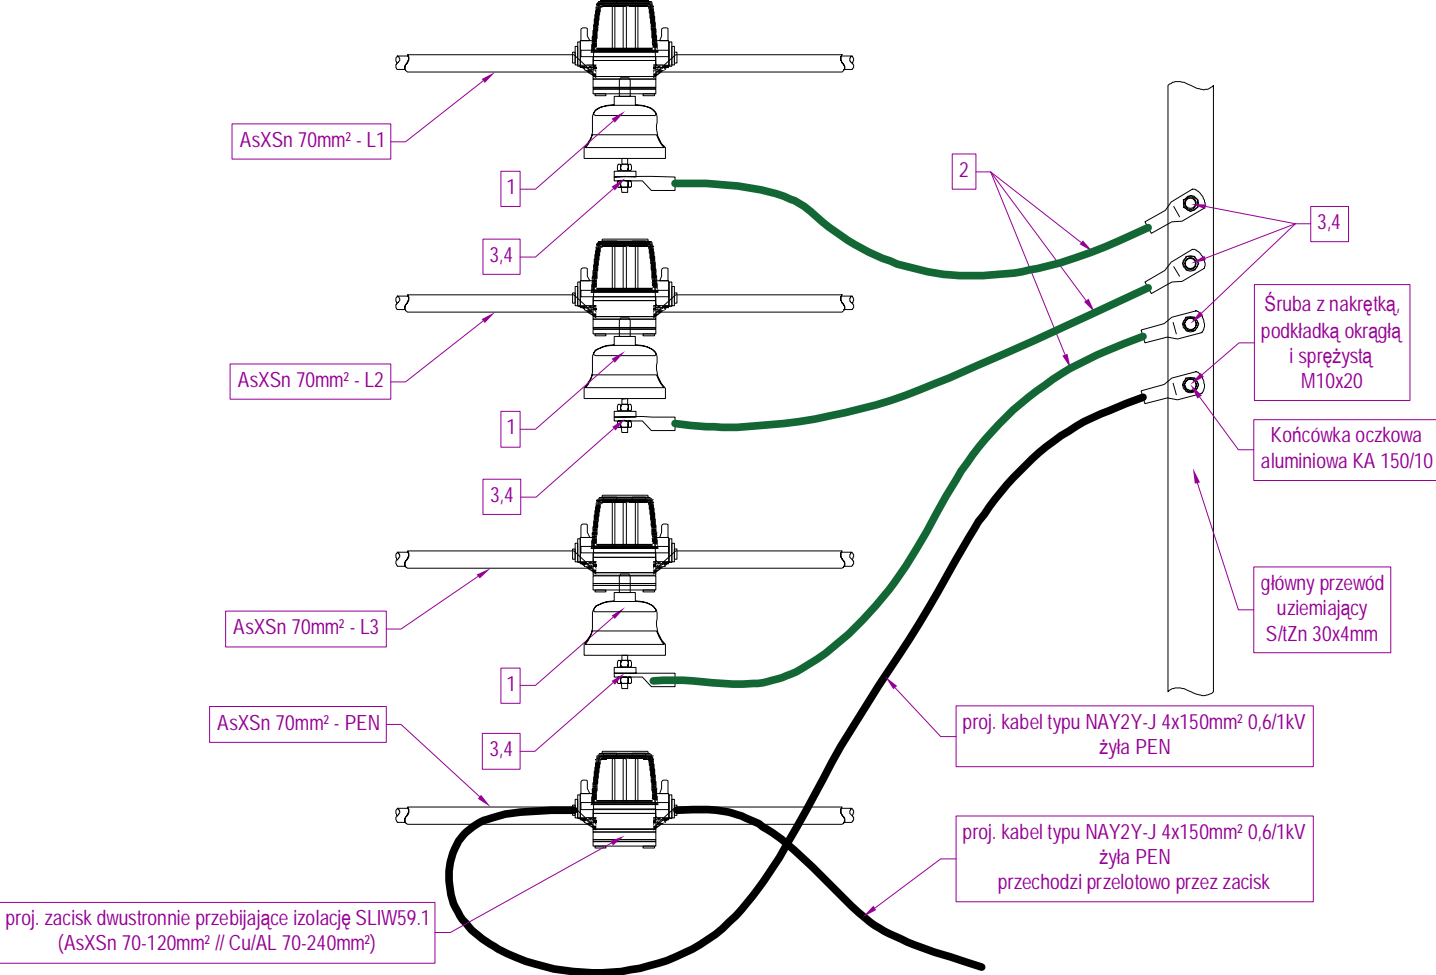 AsXSn 70mm² - L1
1
2
3,4
3,4
Śruba z nakrętką,
podkładką okrągłą
i sprężystą
M10x20
AsXSn 70mm² - L2
1
Końcówka oczkowa
aluminiowa KA 150/10
3,4
główny przewód
uziemiający
S/tZn 30x4mm
AsXSn 70mm² - L3
1
AsXSn 70mm² - PEN
3,4
proj. kabel typu NAY2Y-J 4x150mm² 0,6/1kV
żyła PEN
proj. kabel typu NAY2Y-J 4x150mm² 0,6/1kV
żyła PEN
przechodzi przelotowo przez zacisk
proj. zacisk dwustronnie przebijające izolację SLIW59.1
(AsXSn 70-120mm² // Cu/AL 70-240mm²)